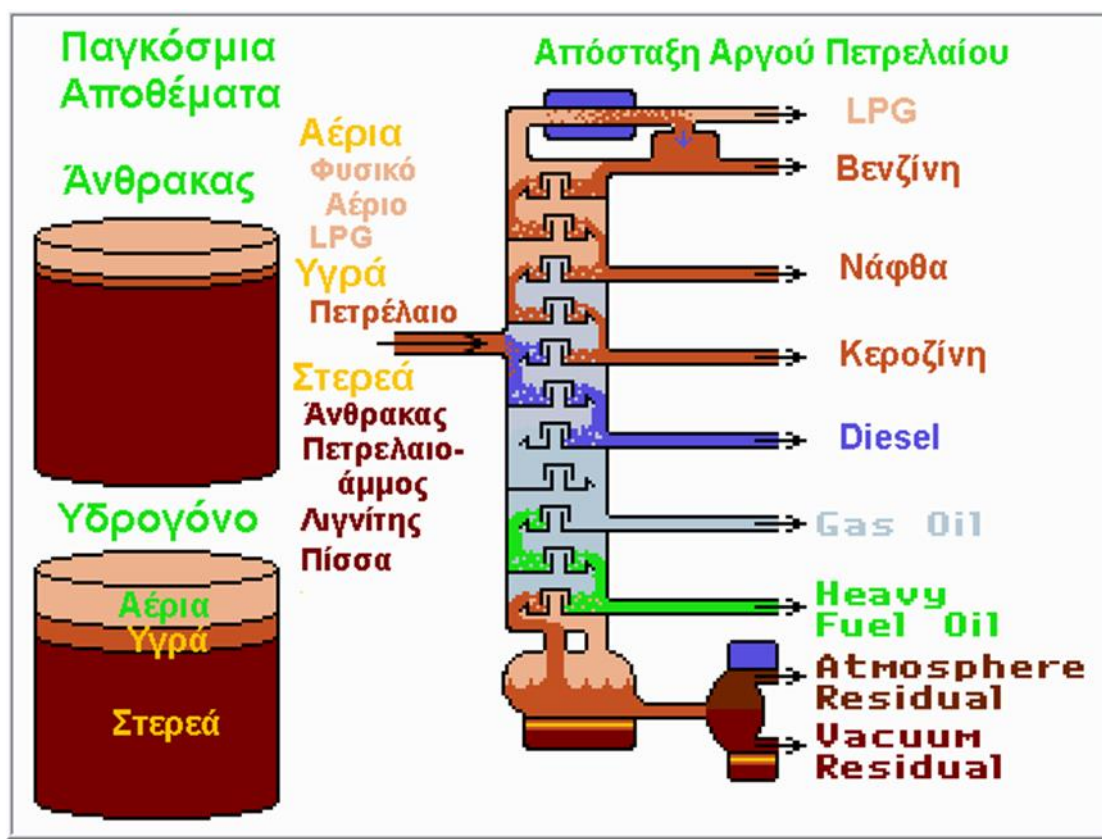 Παγκόσμια
Αποθέματα
Άνθρακας
Υδρογόνο
Αέρια
Υγρά
Στερεά
Αέρια
Φυσικό
Αέριο
LPG
Υγρά
Πετρέλαιο
Στερεά
Άνθρακας
Πετρελαιο-
άμμος
Λιγνίτης
Πίσσα
Απόσταξη Αργού Πετρελαίου
LPG
Βενζίνη
Νάφθα
Κεροζίνη
Diesel
Gas Oil
Heavy
Fuel Oil
Atmosphere
Residual
Vacuum
Residual